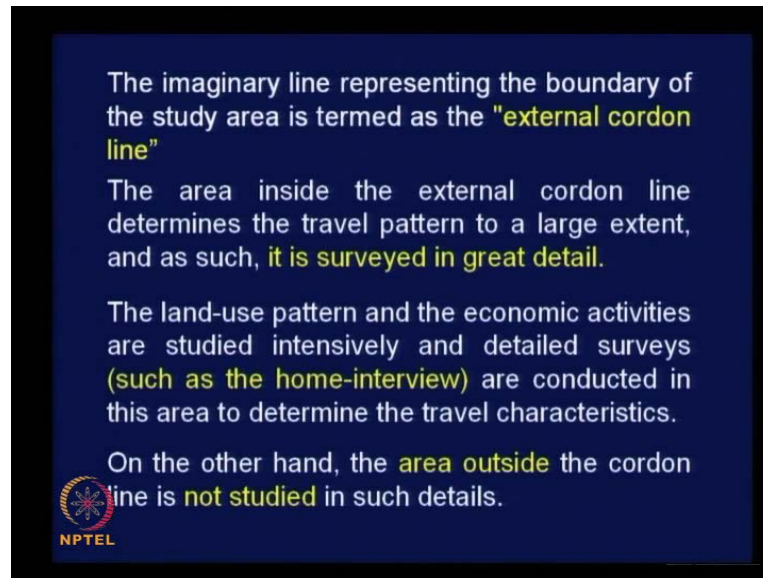 The imaginary line representing the boundary of
the study area is termed as the "external cordon
line”
The area inside the external cordon line
determines the travel pattern to a large extent,
and as such, it is surveyed in great detail.
The land-use pattern and the economic activities
are studied intensively and detailed surveys
(such as the home-interview) are conducted in
this area to determine the travel characteristics.
On the other hand, the area outside the cordon
line is not studied in such details.
NPTEL